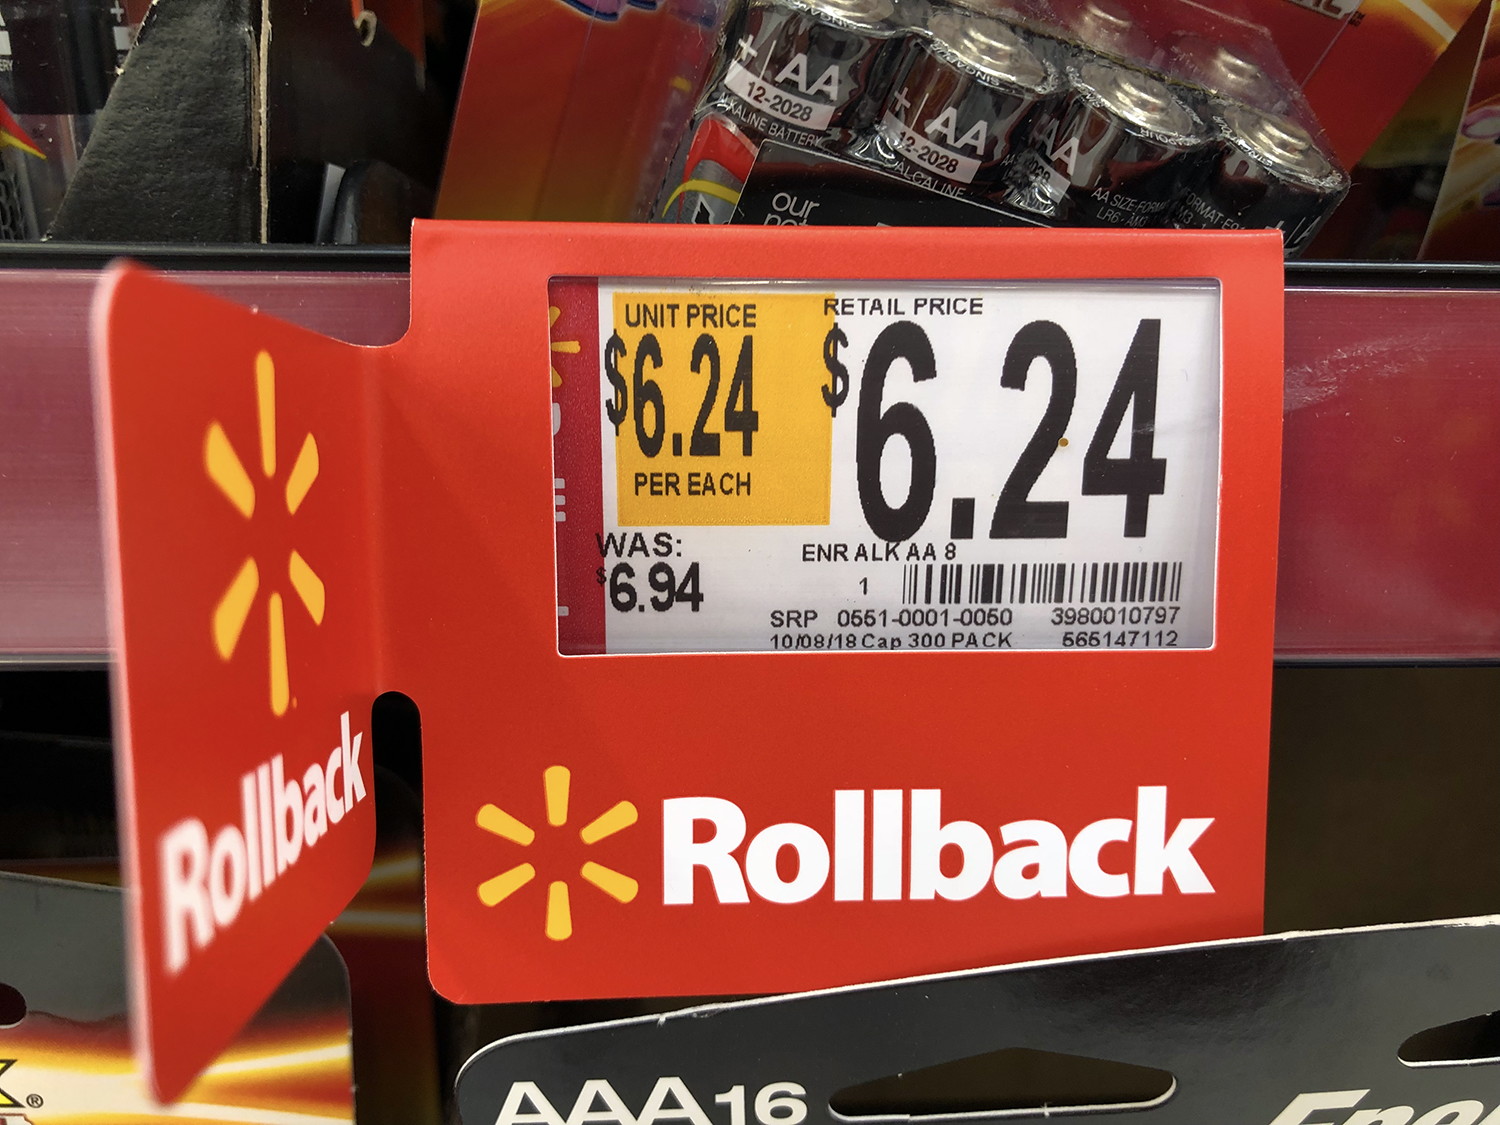 AA
12-2028
ALKALINE BATTERY
AA
12-2028
ALCALINE
AA
our
UNIT PRICE
$6.24
PER EACH
RETAIL PRICE
$6.24
WAS:
$6.94
ENR ALK AA 8
1
SRP 0551-0001-0050 3980010797
10/08/18 Cap 300 PACK 565147112
Rollback
Rollback
AAA16